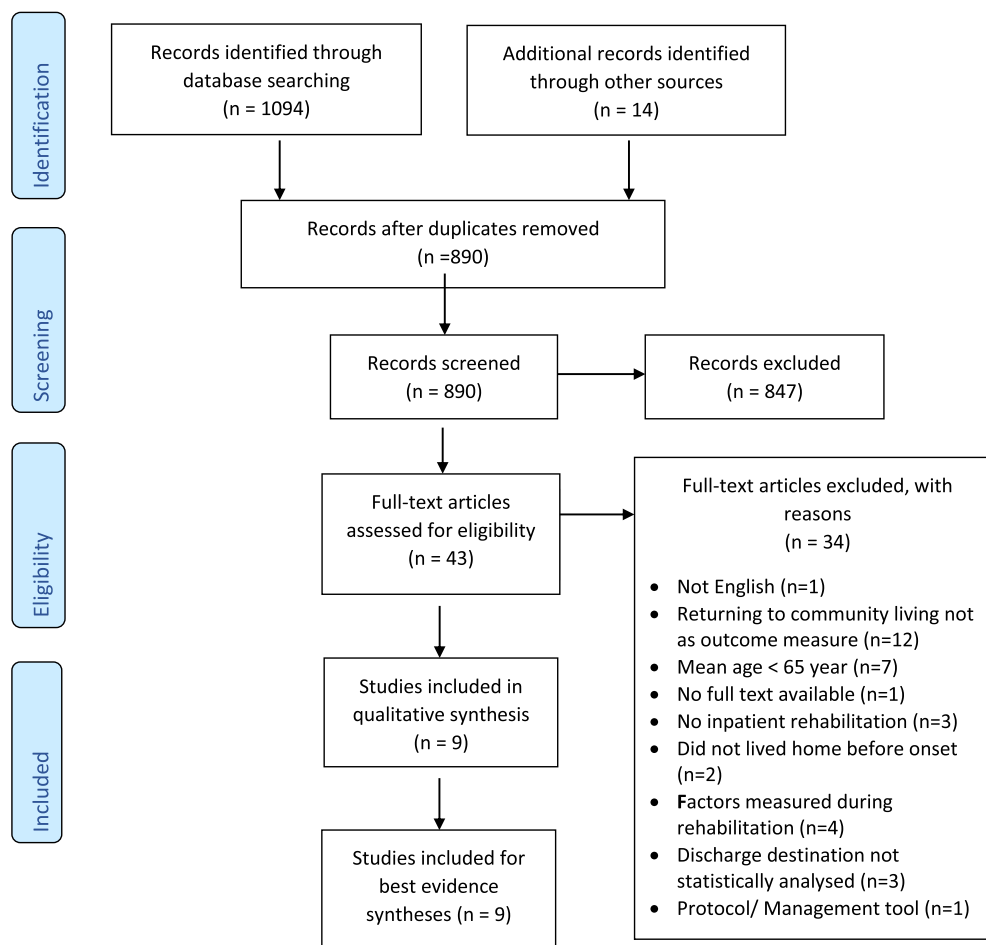 Identification
Records identified through
database searching
(n = 1094)
Additional records identified
through other sources
(n = 14)
Records after duplicates removed
(n =890)
Screening
Records screened
(n = 890)
Records excluded
(n = 847)
Eligibility
Full-text articles
assessed for eligibility
(n = 43)
Full-text articles excluded, with
reasons
(n = 34)
• Not English (n=1)
• Returning to community living not
as outcome measure (n=12)
• Mean age < 65 year (n=7)
• No full text available (n=1)
• No inpatient rehabilitation (n=3)
• Did not lived home before onset
(n=2)
• Factors measured during
rehabilitation (n=4)
• Discharge destination not
statistically analysed (n=3)
• Protocol/ Management tool (n=1)
Included
Studies included in
qualitative synthesis
(n = 9)
Studies included for
best evidence
syntheses (n = 9)